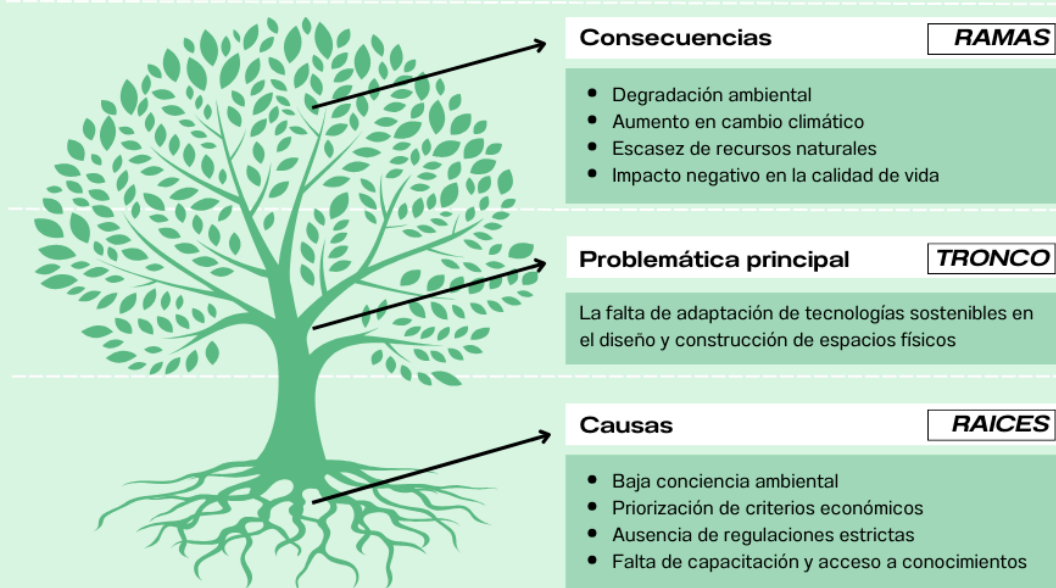 Consecuencias RAMAS
• Degradación ambiental
• Aumento en cambio climático
• Escasez de recursos naturales
• Impacto negativo en la calidad de vida
Problemática principal TRONCO
La falta de adaptación de tecnologías sostenibles en
el diseño y construcción de espacios físicos
Causas RAICES
• Baja conciencia ambiental
• Priorización de criterios económicos
• Ausencia de regulaciones estrictas
• Falta de capacitación y acceso a conocimientos